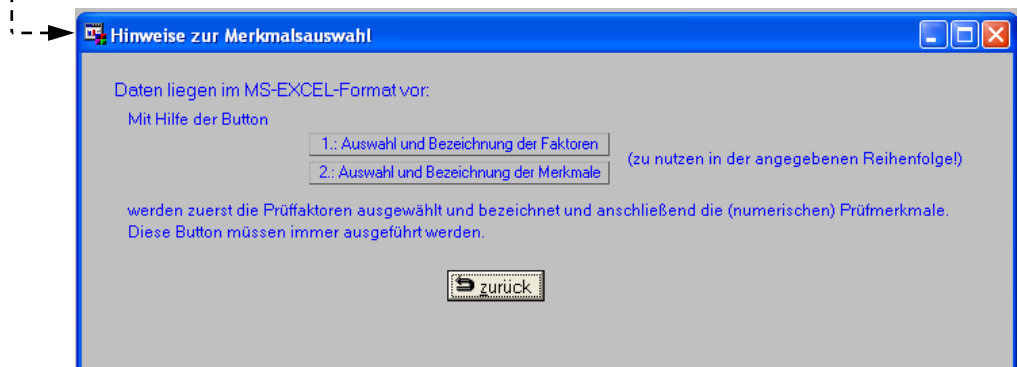 Hinweise zur Merkmalsauswahl
Daten liegen im MS-EXCEL-Format vor:
Mit Hilfe der Button
1.: Auswahl und Bezeichnung der Faktoren
2.: Auswahl und Bezeichnung der Merkmale
(zu nutzen in der angegebenen Reihenfolge!)
werden zuerst die Prüffaktoren ausgewählt und bezeichnet und anschließend die (numerischen) Prüfmerkmale.
Diese Button müssen immer ausgeführt werden.
zurück